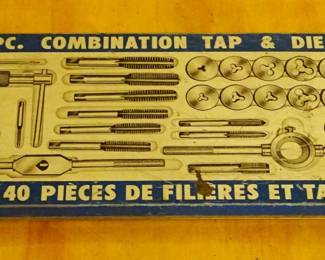 PC. COMBINATION TAP & DIE
40 PIÈCES DE FILIÈRES ET TA